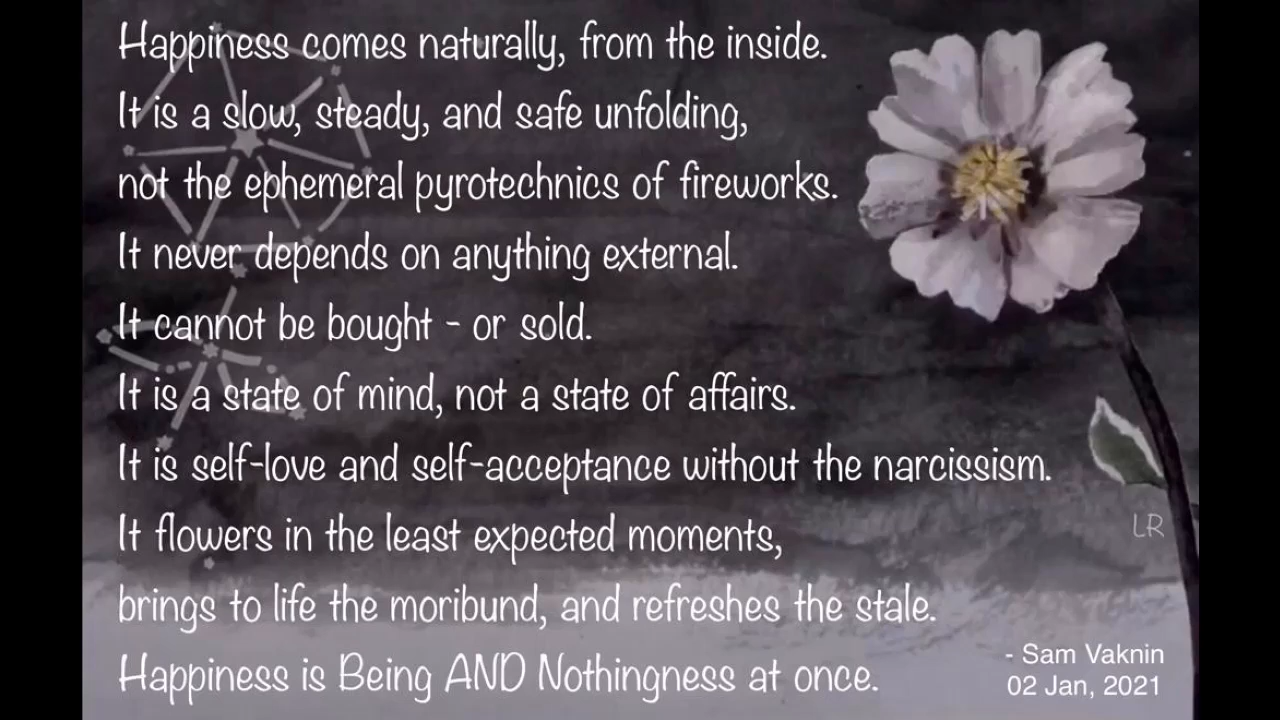 Happiness comes naturally, from the inside.
It is a slow, steady, and safe unfolding,
not the ephemeral pyrotechnics of fireworks.
It never depends on anything external.
It cannot be bought - or sold.
It is a state of mind, not a state of affairs.
It is self-love and self-acceptance without the narcissism.
It flowers in the least expected moments,
brings to life the moribund, and refreshes the stale.
Happiness is Being AND Nothingness at once.
LR
- Sam Vaknin
02 Jan, 2021